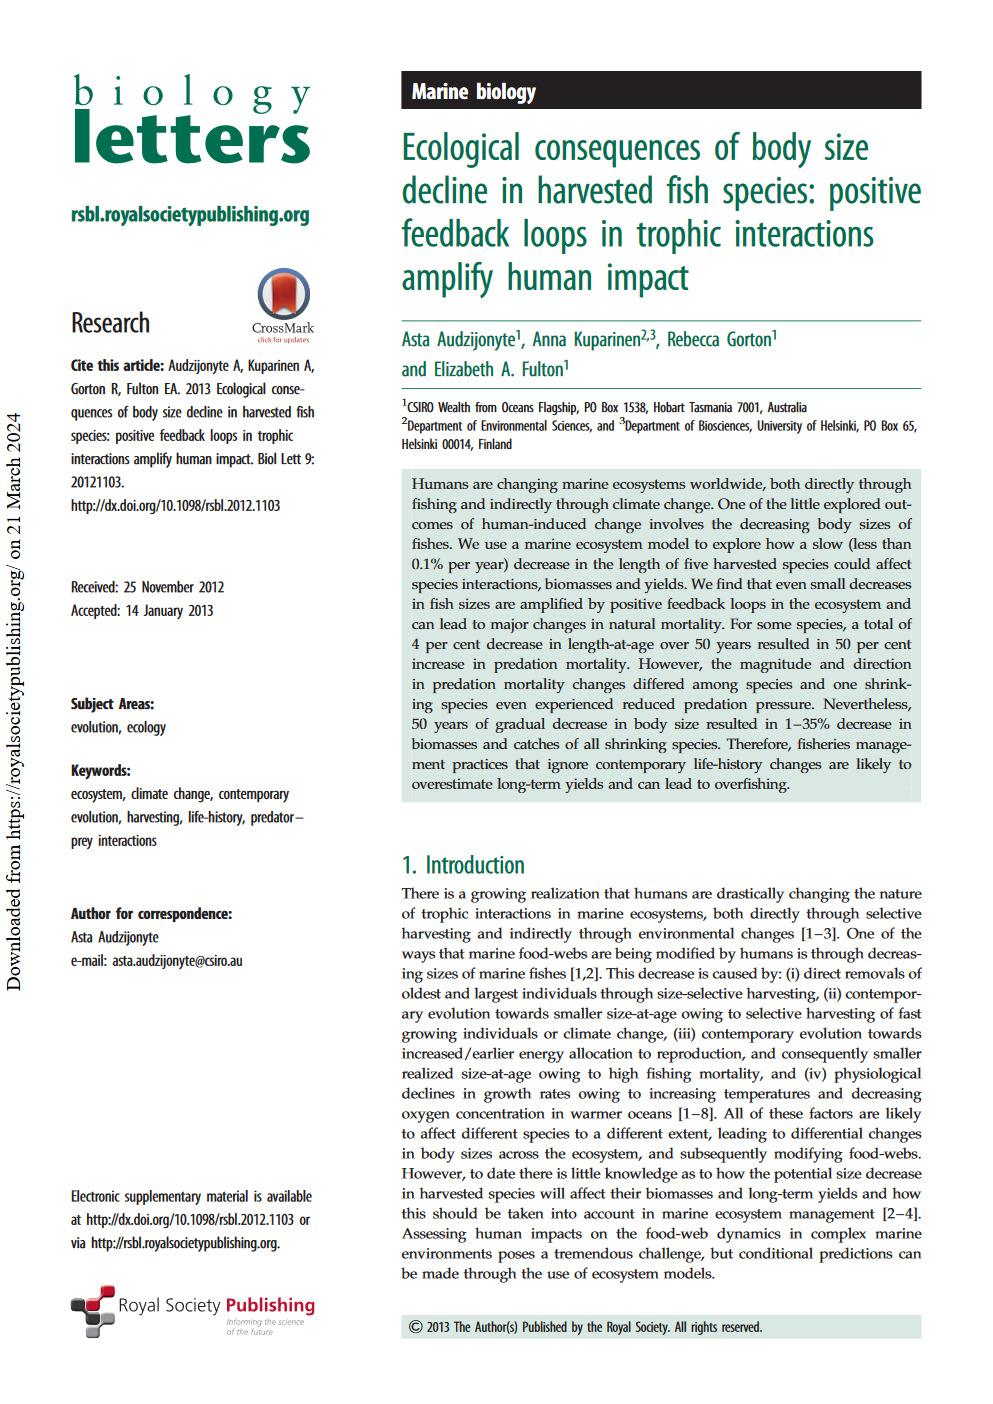 biology
letters
rsbl.royalsocietypublishing.org
Research
CrossMark
click for updates
Cite this article: Audzijonyte A, Kuparinen A,
Gorton R, Fulton EA. 2013 Ecological conse-
quences of body size decline in harvested fish
species: positive feedback loops in trophic
interactions amplify human impact. Biol Lett 9:
20121103.
http://dx.doi.org/10.1098/rsbl.2012.1103
Received: 25 November 2012
Accepted: 14 January 2013
Subject Areas:
evolution, ecology
Keywords:
ecosystem, climate change, contemporary
evolution, harvesting, life-history, predator–
prey interactions
Author for correspondence:
Asta Audzijonyte
e-mail: asta.audzijonyte@csiro.au
Electronic supplementary material is available
at http://dx.doi.org/10.1098/rsbl.2012.1103 or
via http://rsbl.royalsocietypublishing.org.
Royal Society Publishing
Informing the science
of the future
Marine biology
Ecological consequences of body size
decline in harvested fish species: positive
feedback loops in trophic interactions
amplify human impact
Asta Audzijonyte¹, Anna Kuparinen²,³, Rebecca Gorton¹
and Elizabeth A. Fulton¹
¹CSIRO Wealth from Oceans Flagship, PO Box 1538, Hobart Tasmania 7001, Australia
²Department of Environmental Sciences, and ³Department of Biosciences, University of Helsinki, PO Box 65,
Helsinki 00014, Finland
Humans are changing marine ecosystems worldwide, both directly through
fishing and indirectly through climate change. One of the little explored out-
comes of human-induced change involves the decreasing body sizes of
fishes. We use a marine ecosystem model to explore how a slow (less than
0.1% per year) decrease in the length of five harvested species could affect
species interactions, biomasses and yields. We find that even small decreases
in fish sizes are amplified by positive feedback loops in the ecosystem and
can lead to major changes in natural mortality. For some species, a total of
4 per cent decrease in length-at-age over 50 years resulted in 50 per cent
increase in predation mortality. However, the magnitude and direction
in predation mortality changes differed among species and one shrink-
ing species even experienced reduced predation pressure. Nevertheless,
50 years of gradual decrease in body size resulted in 1–35% decrease in
biomasses and catches of all shrinking species. Therefore, fisheries manage-
ment practices that ignore contemporary life-history changes are likely to
overestimate long-term yields and can lead to overfishing.
1. Introduction
There is a growing realization that humans are drastically changing the nature
of trophic interactions in marine ecosystems, both directly through selective
harvesting and indirectly through environmental changes [1–3]. One of the
ways that marine food-webs are being modified by humans is through decreas-
ing sizes of marine fishes [1,2]. This decrease is caused by: (i) direct removals of
oldest and largest individuals through size-selective harvesting, (ii) contempor-
ary evolution towards smaller size-at-age owing to selective harvesting of fast
growing individuals or climate change, (iii) contemporary evolution towards
increased/earlier energy allocation to reproduction, and consequently smaller
realized size-at-age owing to high fishing mortality, and (iv) physiological
declines in growth rates owing to increasing temperatures and decreasing
oxygen concentration in warmer oceans [1–8]. All of these factors are likely
to affect different species to a different extent, leading to differential changes
in body sizes across the ecosystem, and subsequently modifying food-webs.
However, to date there is little knowledge as to how the potential size decrease
in harvested species will affect their biomasses and long-term yields and how
this should be taken into account in marine ecosystem management [2–4].
Assessing human impacts on the food-web dynamics in complex marine
environments poses a tremendous challenge, but conditional predictions can
be made through the use of ecosystem models.
© 2013 The Author(s) Published by the Royal Society. All rights reserved.
Downloaded from https://royalsocietypublishing.org/ on 21 March 2024